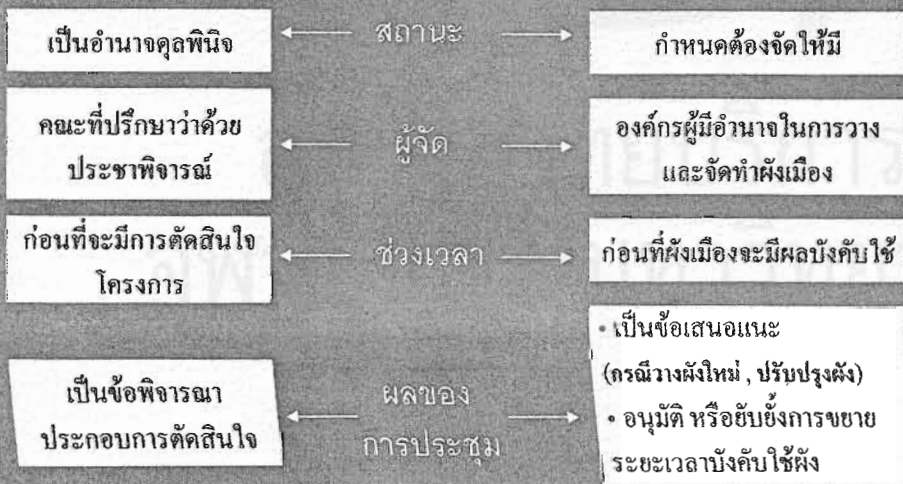 เป็นอำนาจดุลพินิจ
สถานะ
กำหนดต้องจัดให้มี
คณะที่ปรึกษาว่าด้วย
ประชาพิจารณ์
ผู้จัด
องค์กรผู้มีอำนาจในการวาง
และจัดทำผังเมือง
ก่อนที่จะมีการตัดสินใจ
โครงการ
ช่วงเวลา
ก่อนที่ผังเมืองจะมีผลบังคับใช้
เป็นข้อพิจารณา
ประกอบการตัดสินใจ
ผลของ
การประชุม
• เป็นข้อเสนอแนะ
(กรณีวางผังใหม่ , ปรับปรุงผัง)
• อนุมัติ หรือยับยั้งการขยาย
ระยะเวลาบังคับใช้ผัง